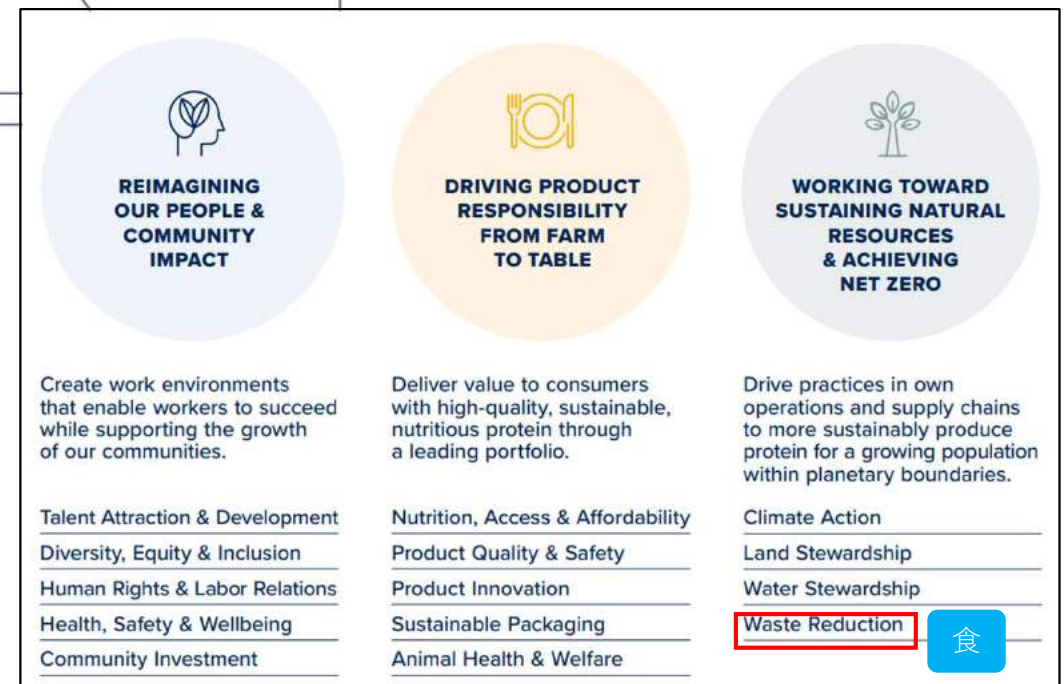 REIMAGINING
OUR PEOPLE &
COMMUNITY
IMPACT
Create work environments
that enable workers to succeed
while supporting the growth
of our communities.
Talent Attraction & Development
Diversity, Equity & Inclusion
Human Rights & Labor Relations
Health, Safety & Wellbeing
Community Investment
DRIVING PRODUCT
RESPONSIBILITY
FROM FARM
TO TABLE
Deliver value to consumers
with high-quality, sustainable,
nutritious protein through
a leading portfolio.
Nutrition, Access & Affordability
Product Quality & Safety
Product Innovation
Sustainable Packaging
Animal Health & Welfare
WORKING TOWARD
SUSTAINING NATURAL
RESOURCES
& ACHIEVING
NET ZERO
Drive practices in own
operations and supply chains
to more sustainably produce
protein for a growing population
within planetary boundaries.
Climate Action
Land Stewardship
Water Stewardship
Waste Reduction
食